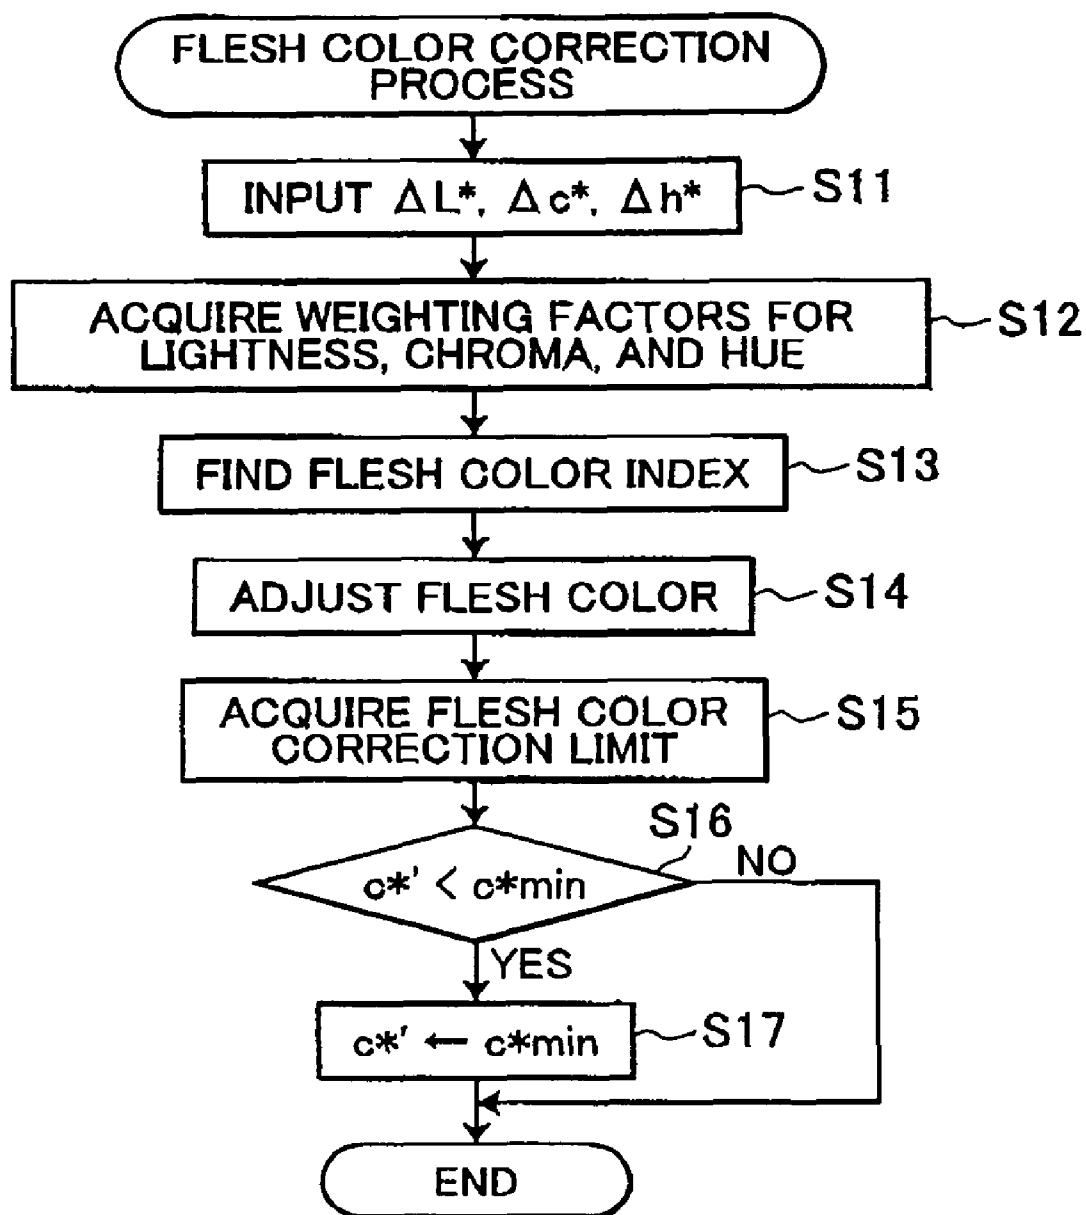 FLESH COLOR CORRECTION
PROCESS
INPUT ΔL*, Δc*, Δh*
S11
ACQUIRE WEIGHTING FACTORS FOR
LIGHTNESS, CHROMA, AND HUE
S12
FIND FLESH COLOR INDEX
S13
ADJUST FLESH COLOR
S14
ACQUIRE FLESH COLOR
CORRECTION LIMIT
S15
S16
c*' < c*min
NO
YES
c*' ← c*min
S17
END